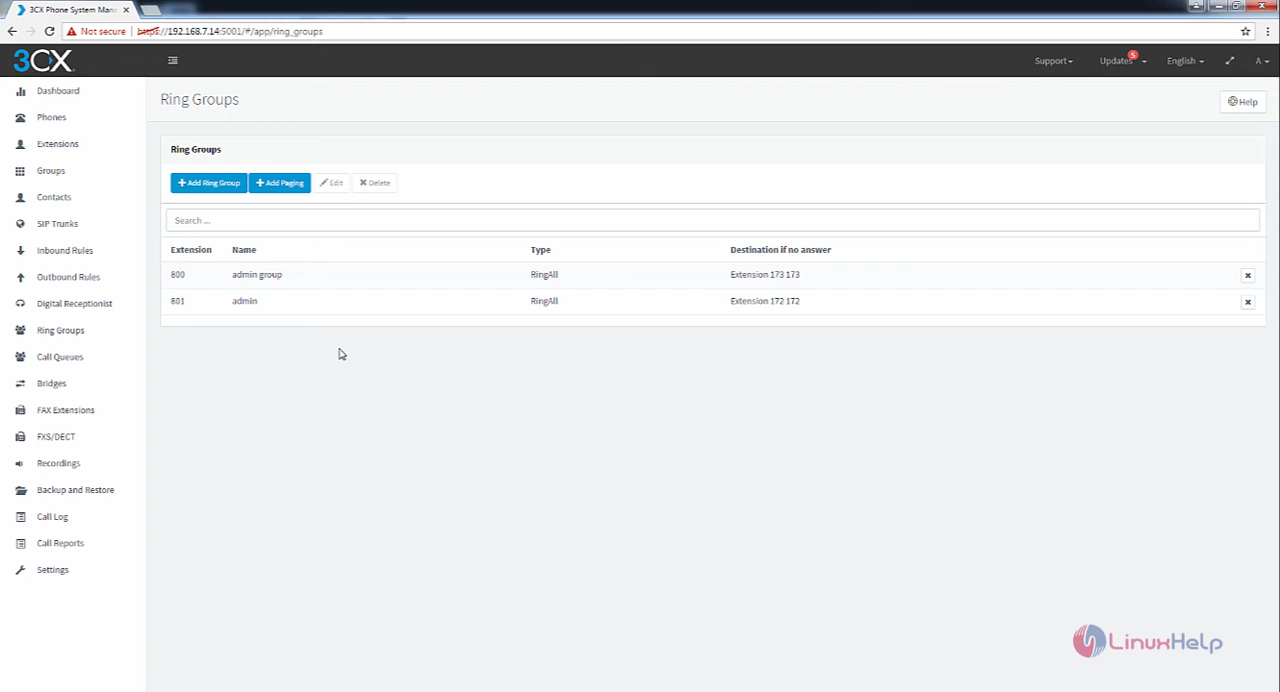 3CX Phone System Mana
Not secure https://192.168.7.14:5001/#/app/ring_groups
3CX
Support
Updates 5
English
A
Dashboard
Phones
Extensions
Groups
Contacts
SIP Trunks
Inbound Rules
Outbound Rules
Digital Receptionist
Ring Groups
Call Queues
Bridges
FAX Extensions
FXS/DECT
Recordings
Backup and Restore
Call Log
Call Reports
Settings
Ring Groups
Help
Ring Groups
Add Ring Group Add Paging Edit Delete
Search ...
Extension Name Type Destination if no answer
800 admin group RingAll Extension 173 173
801 admin RingAll Extension 172 172
LinuxHelp